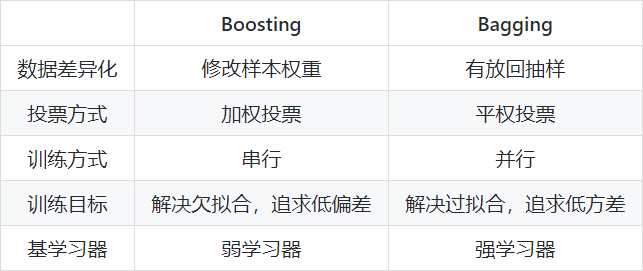 Boosting Bagging
数据差异化 修改样本权重 有放回抽样
投票方式 加权投票 平权投票
训练方式 串行 并行
训练目标 解决欠拟合，追求低偏差 解决过拟合，追求低方差
基学习器 弱学习器 强学习器